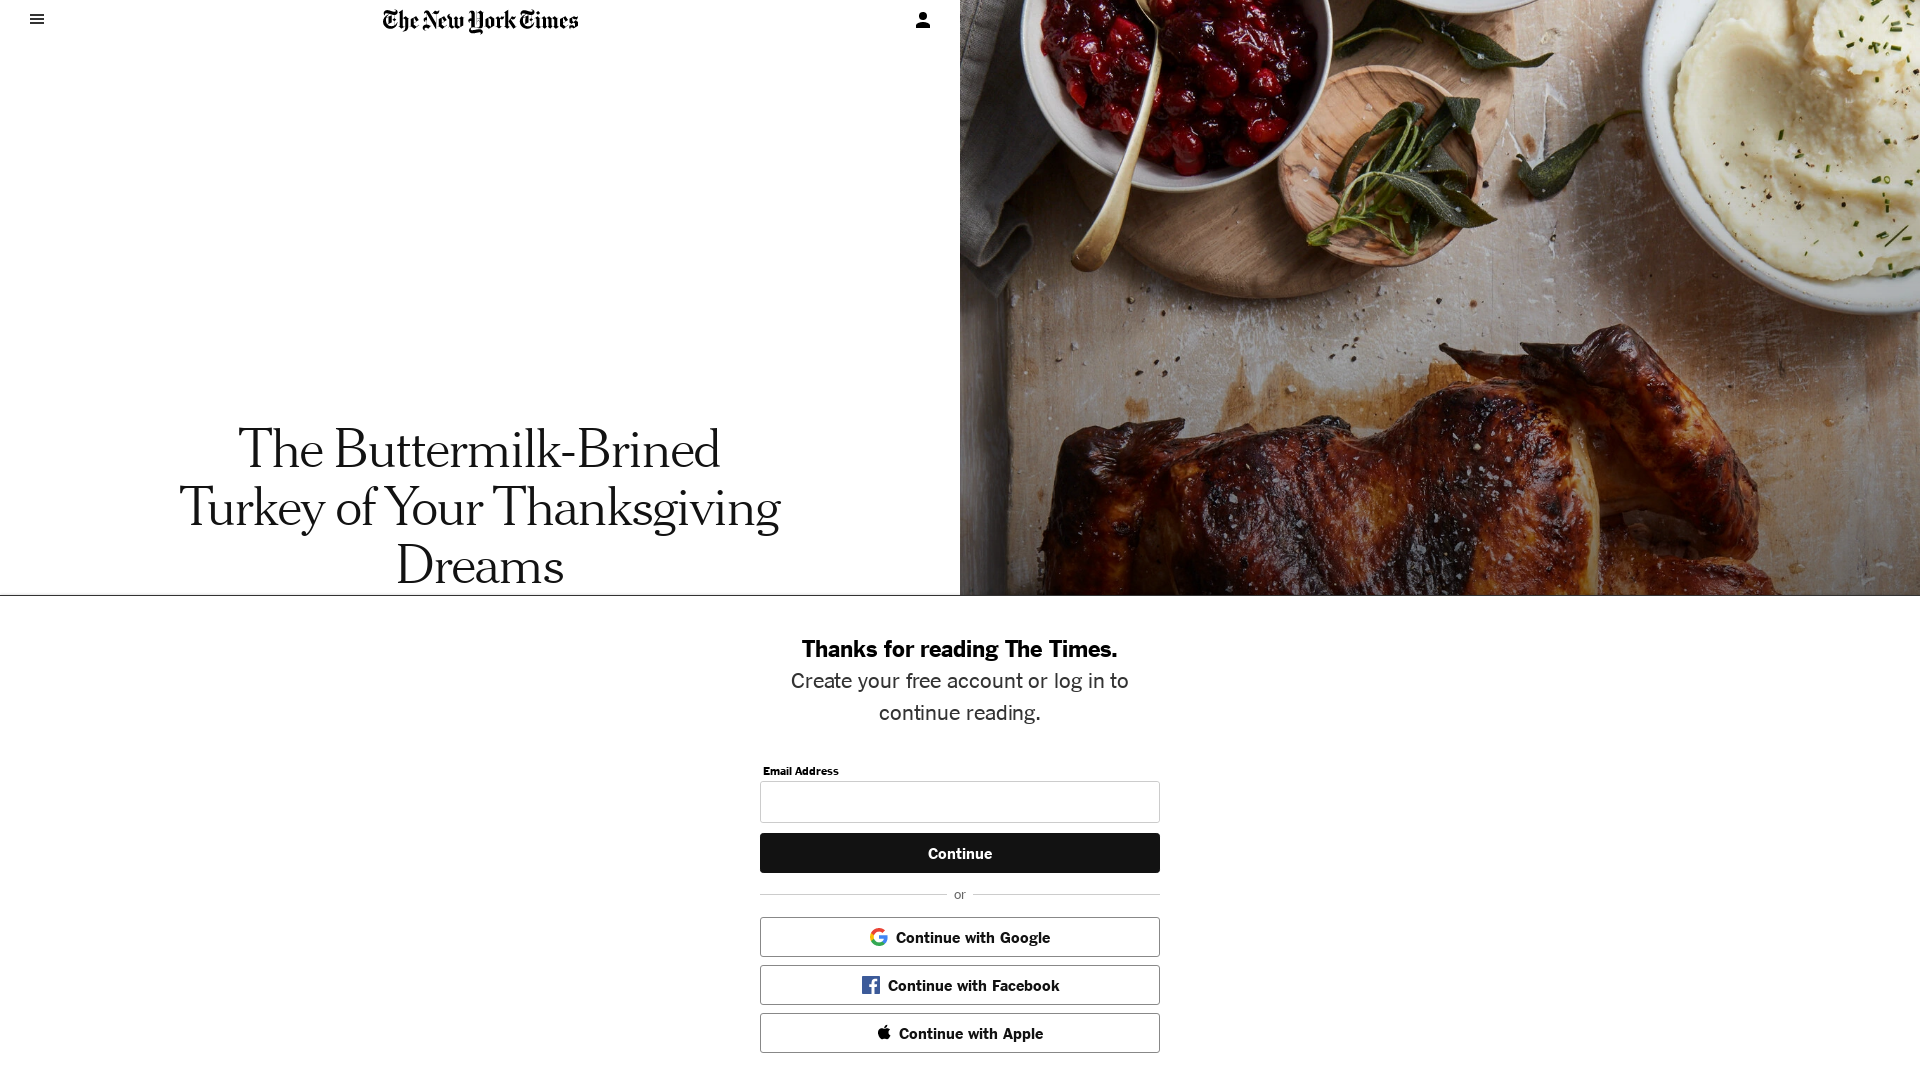 The New York Times
The Buttermilk-Brined
Turkey of Your Thanksgiving
Dreams
Thanks for reading The Times.
Create your free account or log in to
continue reading.
Email Address
Continue
or
Continue with Google
Continue with Facebook
Continue with Apple